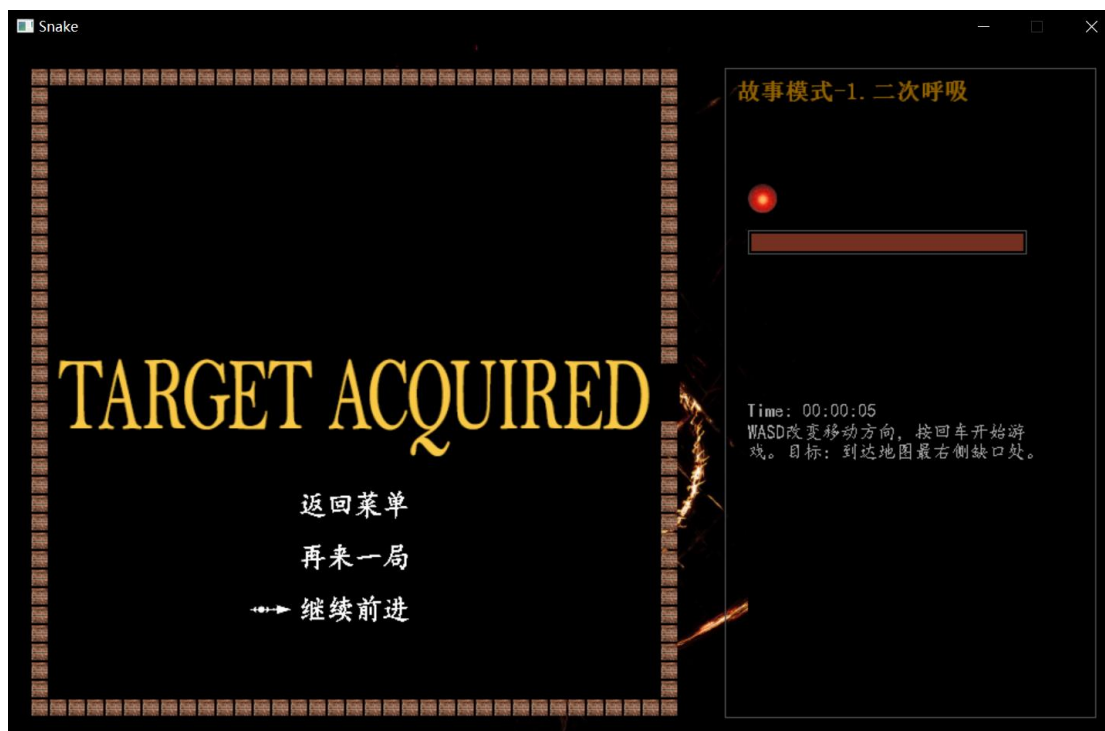 Snake
故事模式-1.二次呼吸
TARGET ACQUIRED
返回菜单
再来一局
继续前进
Time: 00:00:05
WASD改变移动方向，按回车开始游
戏。目标：到达地图最右侧缺口处。